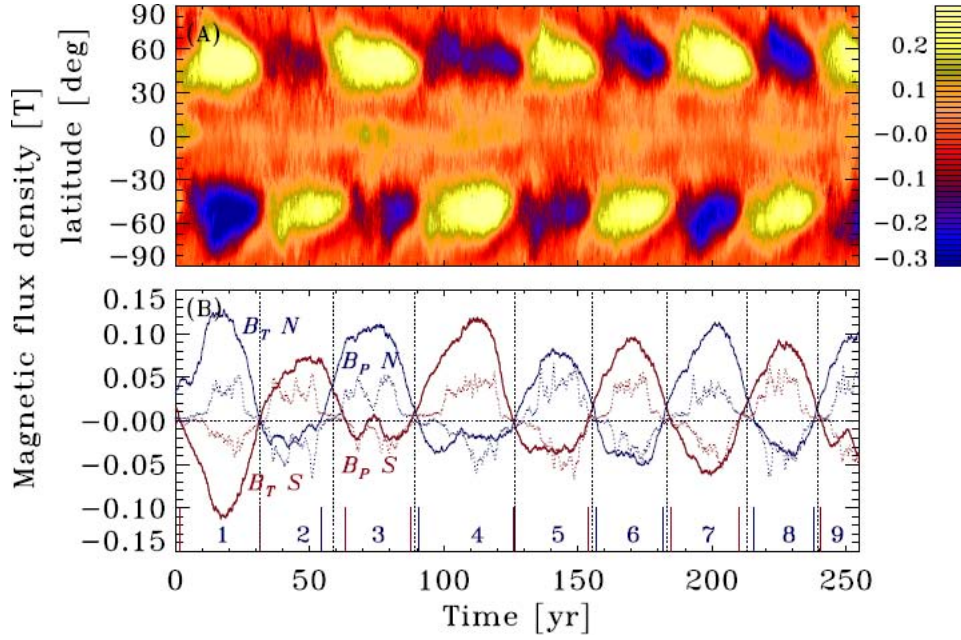 (A)
90
60
30
0
-30
-60
-90
latitude [deg]
0.2
0.1
-0.0
-0.1
-0.2
-0.3
Magnetic flux density [T]
(B)
0.15
0.10
0.05
-0.00
-0.05
-0.10
-0.15
B_T N
B_P N
B_T S
B_P S
1 2 3 4 5 6 7 8 9
0 50 100 150 200 250
Time [yr]